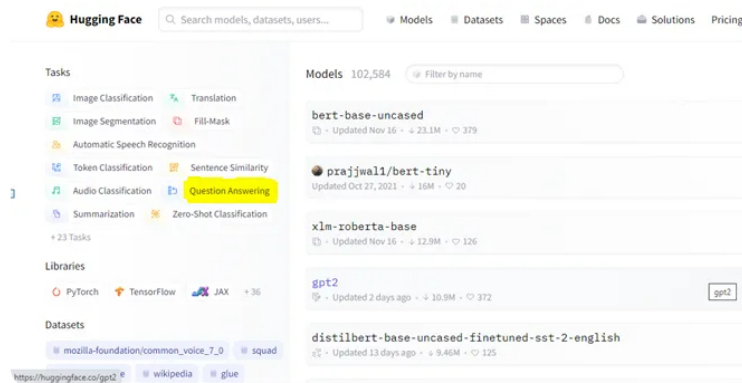 Hugging Face Search models, datasets, users... Models Datasets Spaces Docs Solutions Pricing
Tasks
Image Classification Translation
Image Segmentation Fill-Mask
Automatic Speech Recognition
Token Classification Sentence Similarity
Audio Classification Question Answering
Summarization Zero-Shot Classification
+ 23 Tasks
Libraries
PyTorch TensorFlow JAX + 36
Datasets
mozilla-foundation/common_voice_7_0 squad
wikipedia glue
https://huggingface.co/gpt2
Models 102,584 Filter by name
bert-base-uncased
Updated Nov 16 • ↓ 23.1M • ♡ 379
prajjwal1/bert-tiny
Updated Oct 27, 2021 • ↓ 16M • ♡ 20
xlm-roberta-base
Updated Nov 16 • ↓ 12.9M • ♡ 126
gpt2
Updated 2 days ago • ↓ 10.9M • ♡ 372
gpt2
distilbert-base-uncased-finetuned-sst-2-english
Updated 13 days ago • ↓ 9.46M • ♡ 125